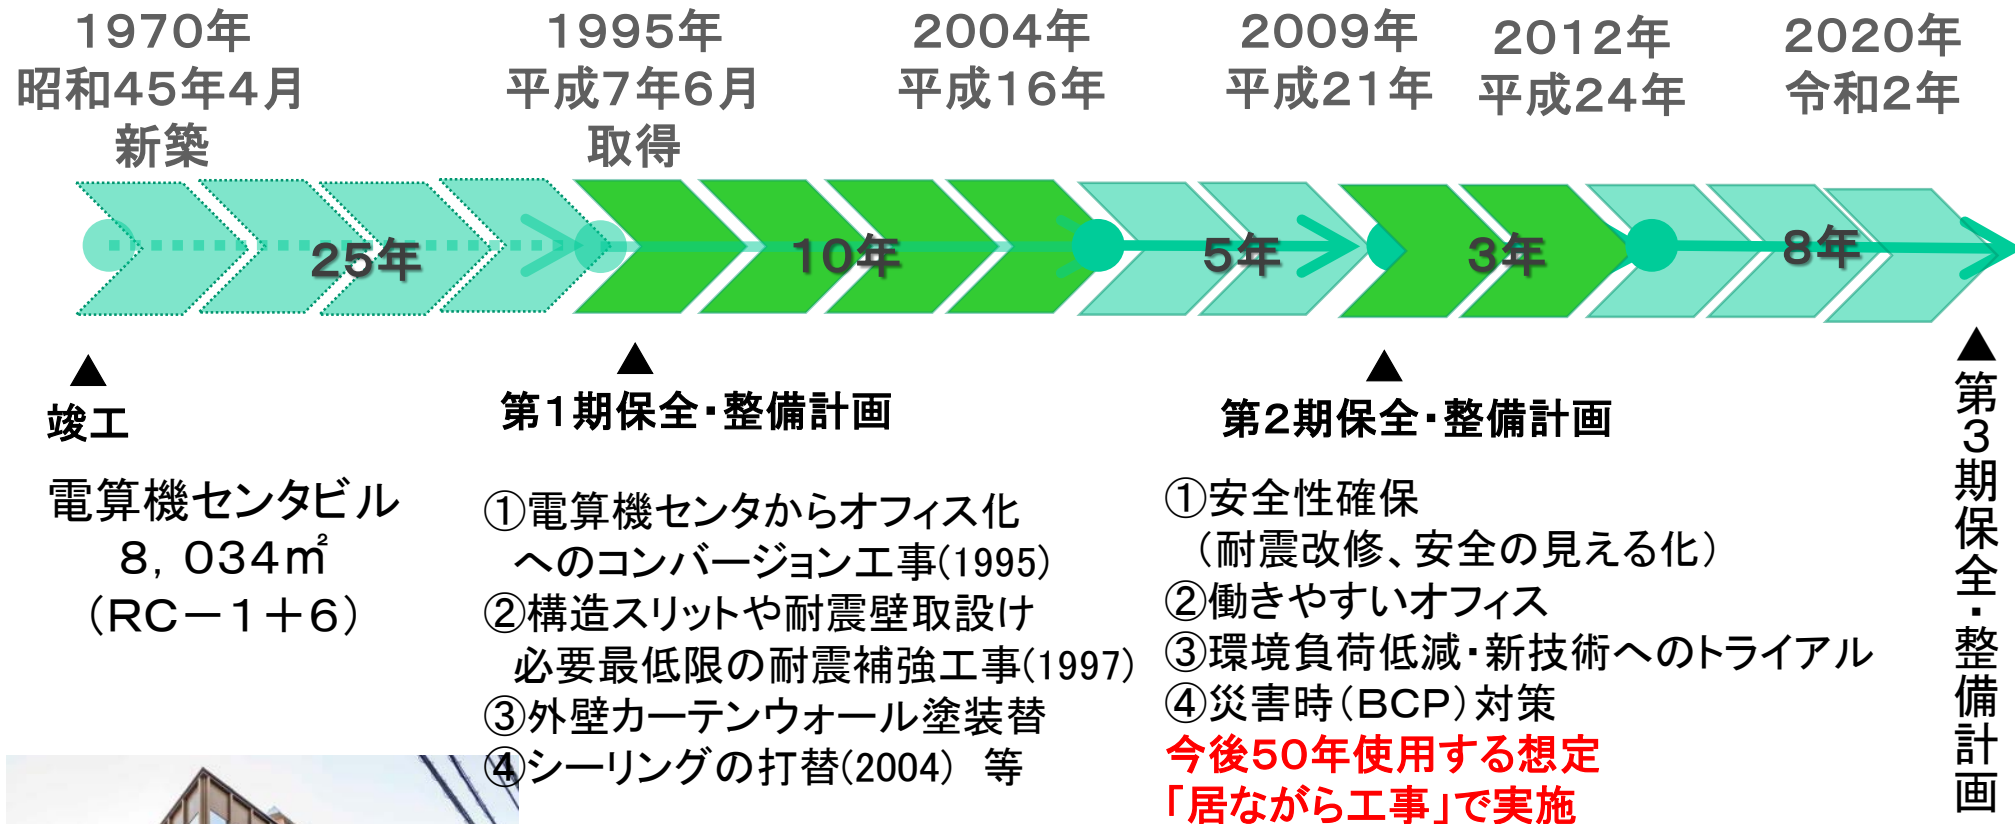 1970年
昭和45年4月
新築
1995年
平成7年6月
取得
2004年
平成16年
2009年
平成21年
2012年
平成24年
2020年
令和2年
25年
10年
5年
3年
8年
▲
竣工
電算機センタビル
8,034㎡
(RC-1+6)
▲
第1期保全・整備計画
①電算機センタからオフィス化
へのコンバージョン工事(1995)
②構造スリットや耐震壁取設け
必要最低限の耐震補強工事(1997)
③外壁カーテンウォール塗装替
④シーリングの打替(2004) 等
▲
第2期保全・整備計画
①安全性確保
(耐震改修、安全の見える化)
②働きやすいオフィス
③環境負荷低減・新技術へのトライアル
④災害時(BCP)対策
今後50年使用する想定
「居ながら工事」で実施
▲
第3期保全・整備計画